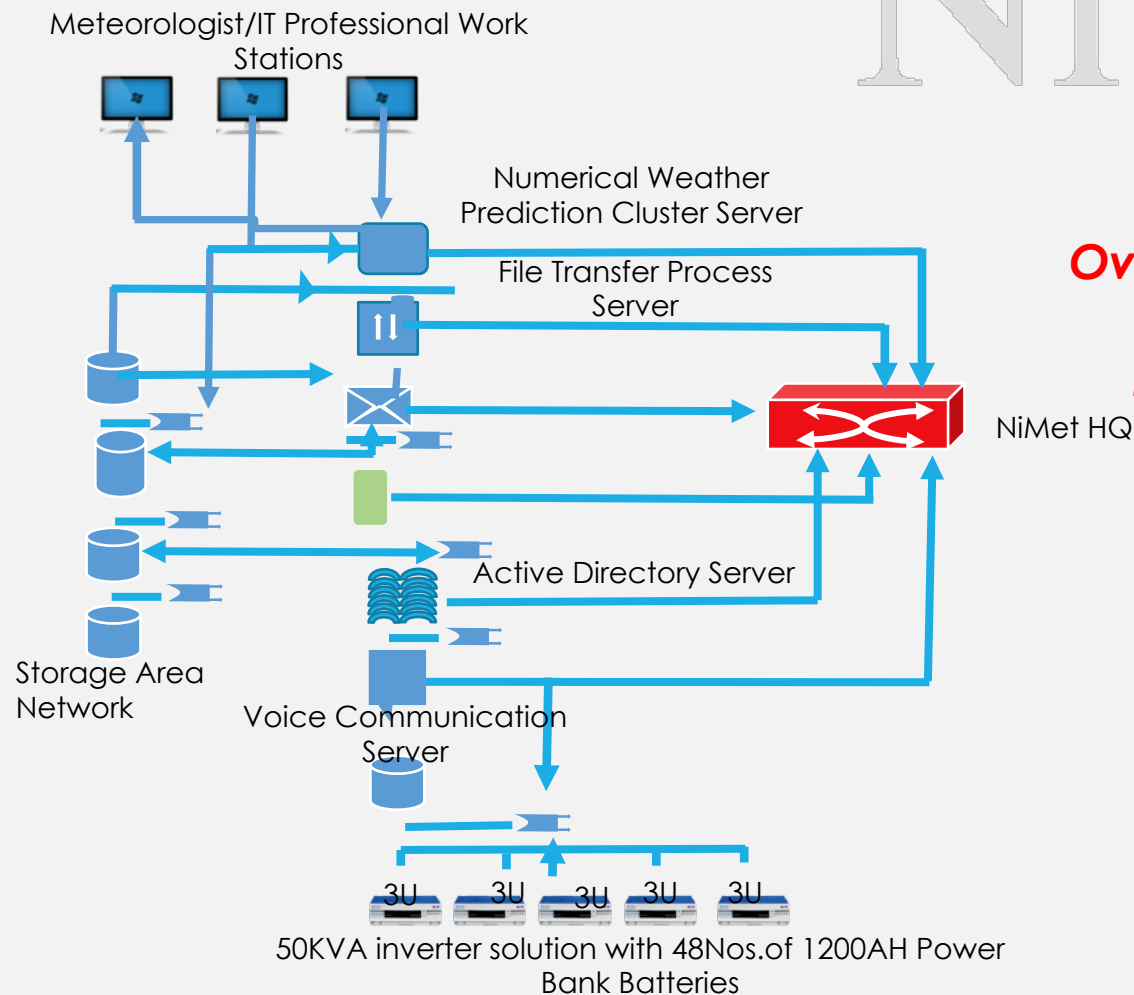 NI
Meteorologist/IT Professional Work
Stations
Numerical Weather
Prediction Cluster Server
File Transfer Process
Server
Ov
NiMet HQ
Active Directory Server
Storage Area
Network
Voice Communication
Server
3U 3U 3U 3U 3U
50KVA inverter solution with 48Nos.of 1200AH Power
Bank Batteries